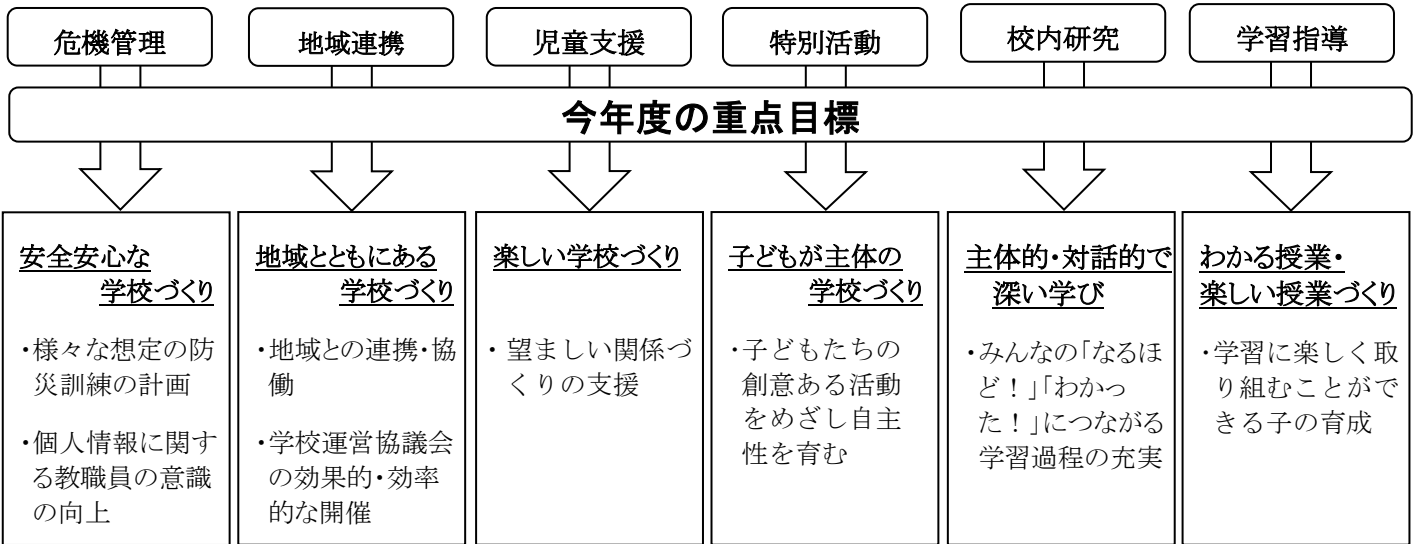 危機管理
地域連携
児童支援
特別活動
校内研究
学習指導
今年度の重点目標
安全安心な
学校づくり
・様々な想定の防
災訓練の計画
・個人情報に関す
る教職員の意識
の向上
地域とともにある
学校づくり
・地域との連携・協
働
・学校運営協議会
の効果的・効率
的な開催
楽しい学校づくり
・望ましい関係づ
くりの支援
子どもが主体の
学校づくり
・子どもたちの
創意ある活動
をめざし自主
性を育む
主体的・対話的で
深い学び
・みんなの「なるほ
ど！」「わかっ
た！」につながる
学習過程の充実
わかる授業・
楽しい授業づくり
・学習に楽しく取
り組むことがで
きる子の育成